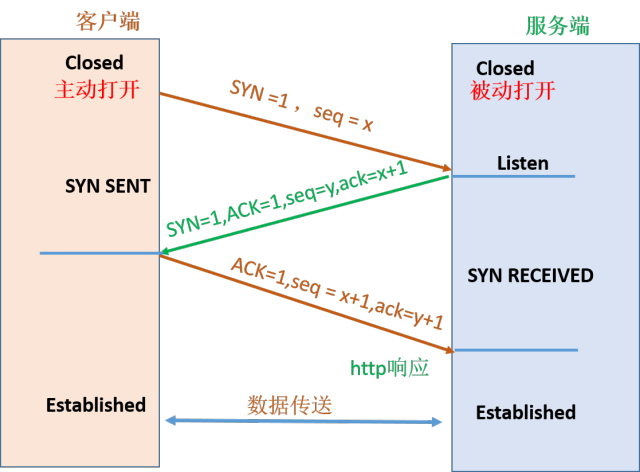 客户端
服务端
Closed
主动打开
Closed
被动打开
SYN =1 , seq = x
Listen
SYN SENT
SYN=1,ACK=1,seq=y,ack=x+1
SYN RECEIVED
ACK=1,seq = x+1,ack=y+1
http响应
Established
数据传送
Established